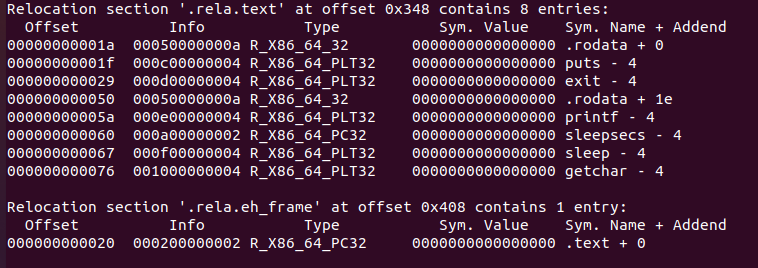 Relocation section '.rela.text' at offset 0x348 contains 8 entries:
  Offset          Info           Type           Sym. Value    Sym. Name + Addend
00000000001a  00050000000a R_X86_64_32       0000000000000000 .rodata + 0
00000000001f  000c00000004 R_X86_64_PLT32    0000000000000000 puts - 4
000000000029  000d00000004 R_X86_64_PLT32    0000000000000000 exit - 4
000000000050  00050000000a R_X86_64_32       0000000000000000 .rodata + 1e
00000000005a  000e00000004 R_X86_64_PLT32    0000000000000000 printf - 4
000000000060  000a00000002 R_X86_64_PC32     0000000000000000 sleepsecs - 4
000000000067  000f00000004 R_X86_64_PLT32    0000000000000000 sleep - 4
000000000076  001000000004 R_X86_64_PLT32    0000000000000000 getchar - 4
Relocation section '.rela.eh_frame' at offset 0x408 contains 1 entry:
  Offset          Info           Type           Sym. Value    Sym. Name + Addend
000000000020  000200000002 R_X86_64_PC32     0000000000000000 .text + 0